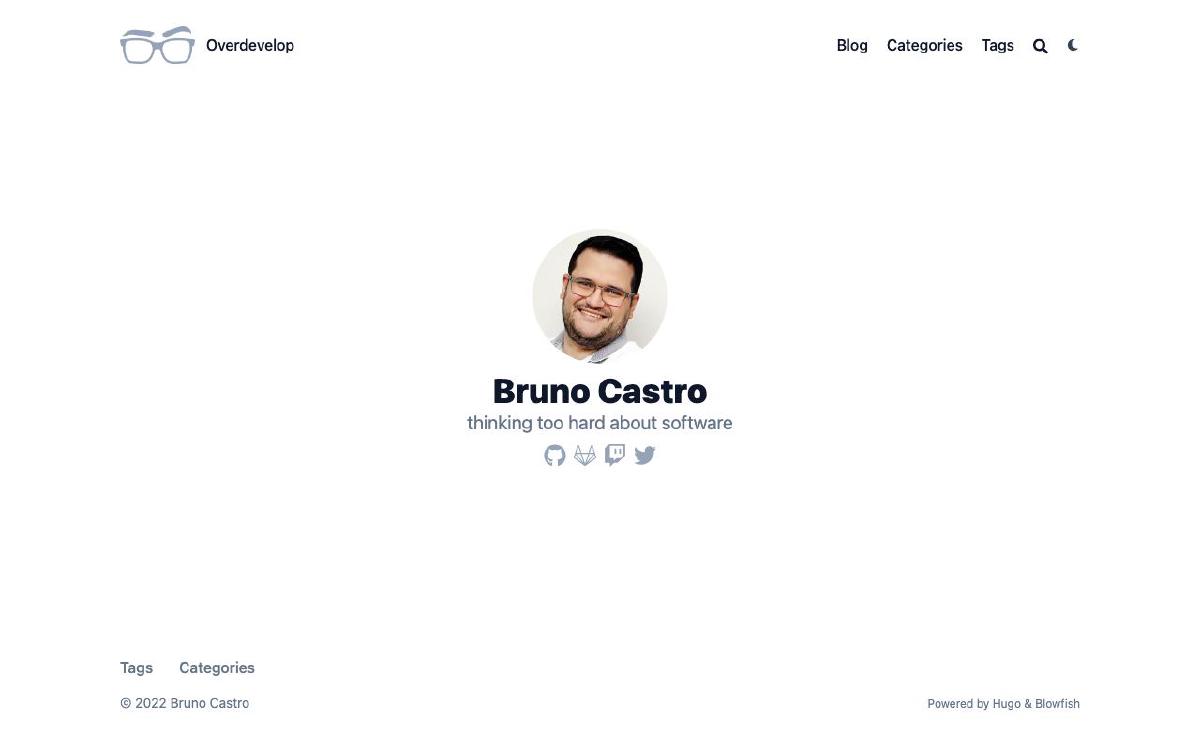 Overdevelop
Blog Categories Tags
Bruno Castro
thinking too hard about software
Tags Categories
© 2022 Bruno Castro
Powered by Hugo & Blowfish